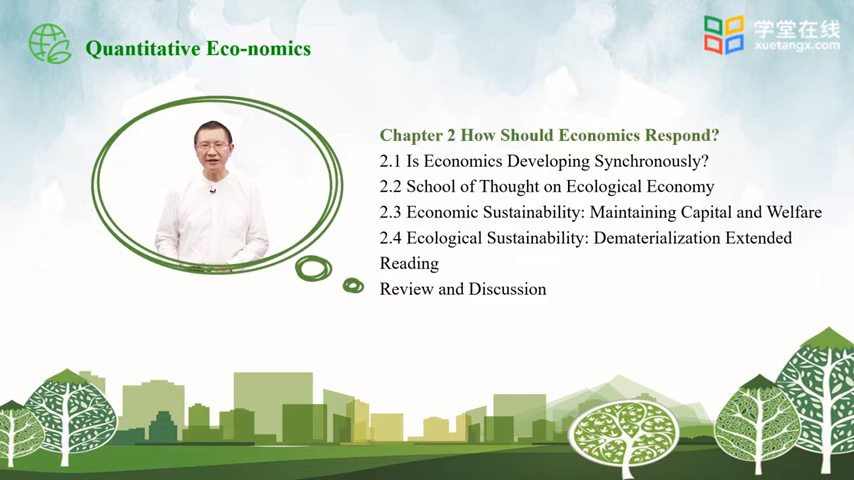 Quantitative Eco-nomics
学堂在线
xuetangx.com
Chapter 2 How Should Economics Respond?
2.1 Is Economics Developing Synchronously?
2.2 School of Thought on Ecological Economy
2.3 Economic Sustainability: Maintaining Capital and Welfare
2.4 Ecological Sustainability: Dematerialization Extended
Reading
Review and Discussion